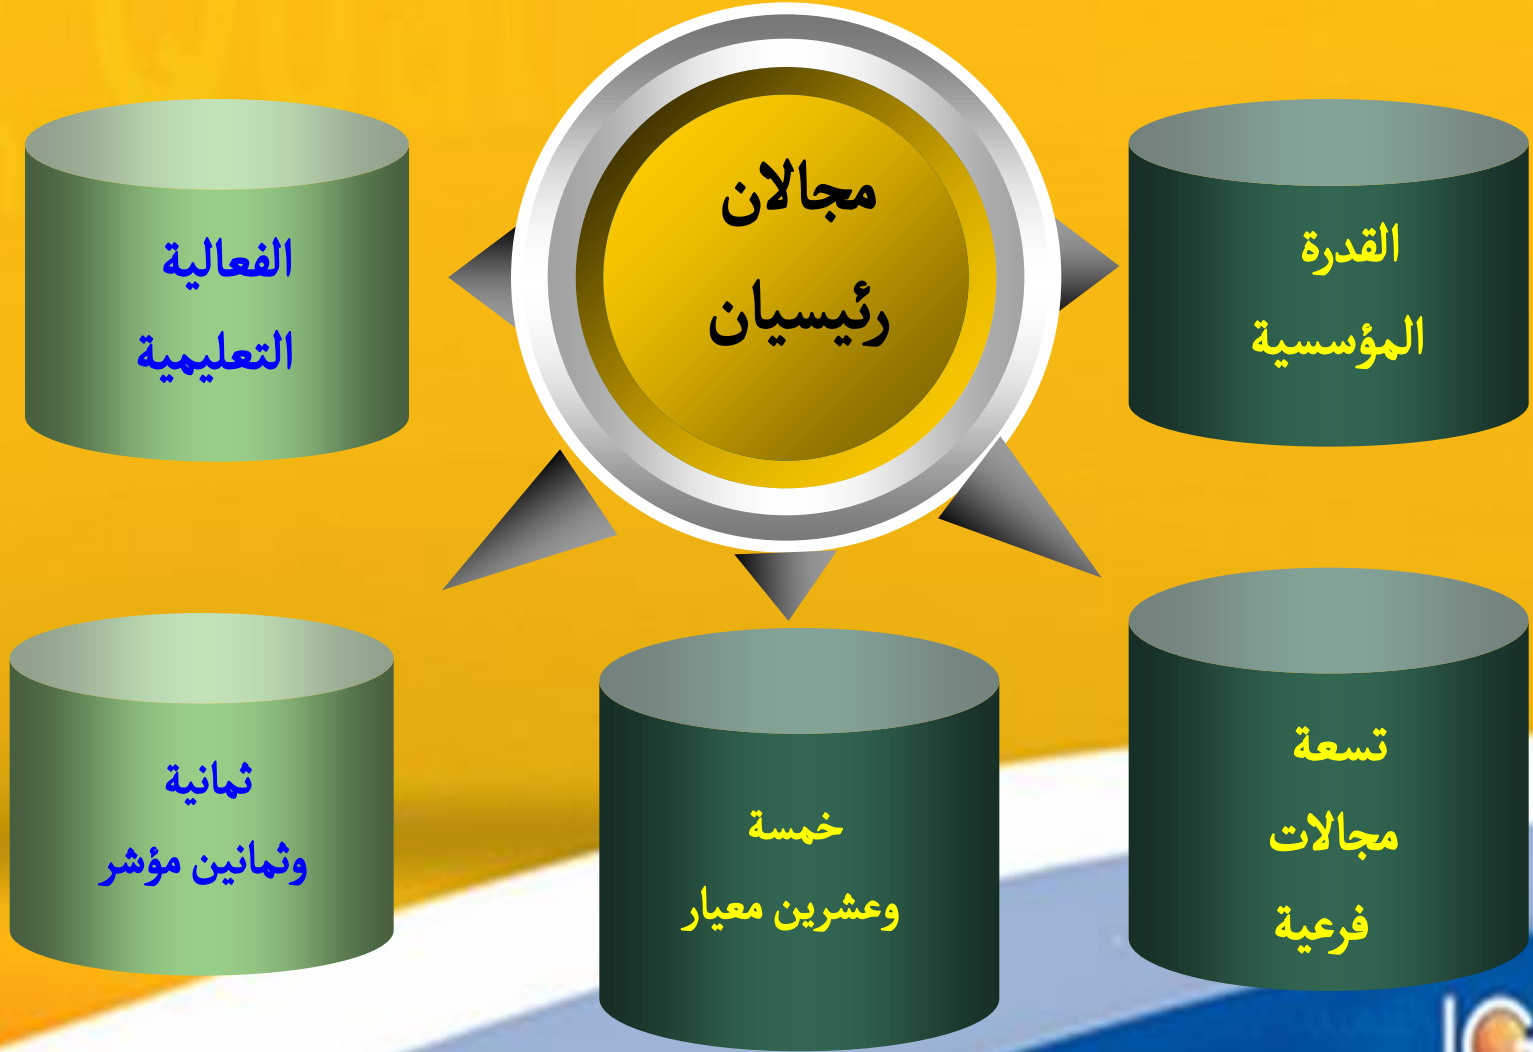 مجالان
رئيسيان
القدرة
المؤسسية
الفعالية
التعليمية
تسعة
مجالات
فرعية
خمسة
وعشرين معيار
ثمانية
وثمانين مؤشر